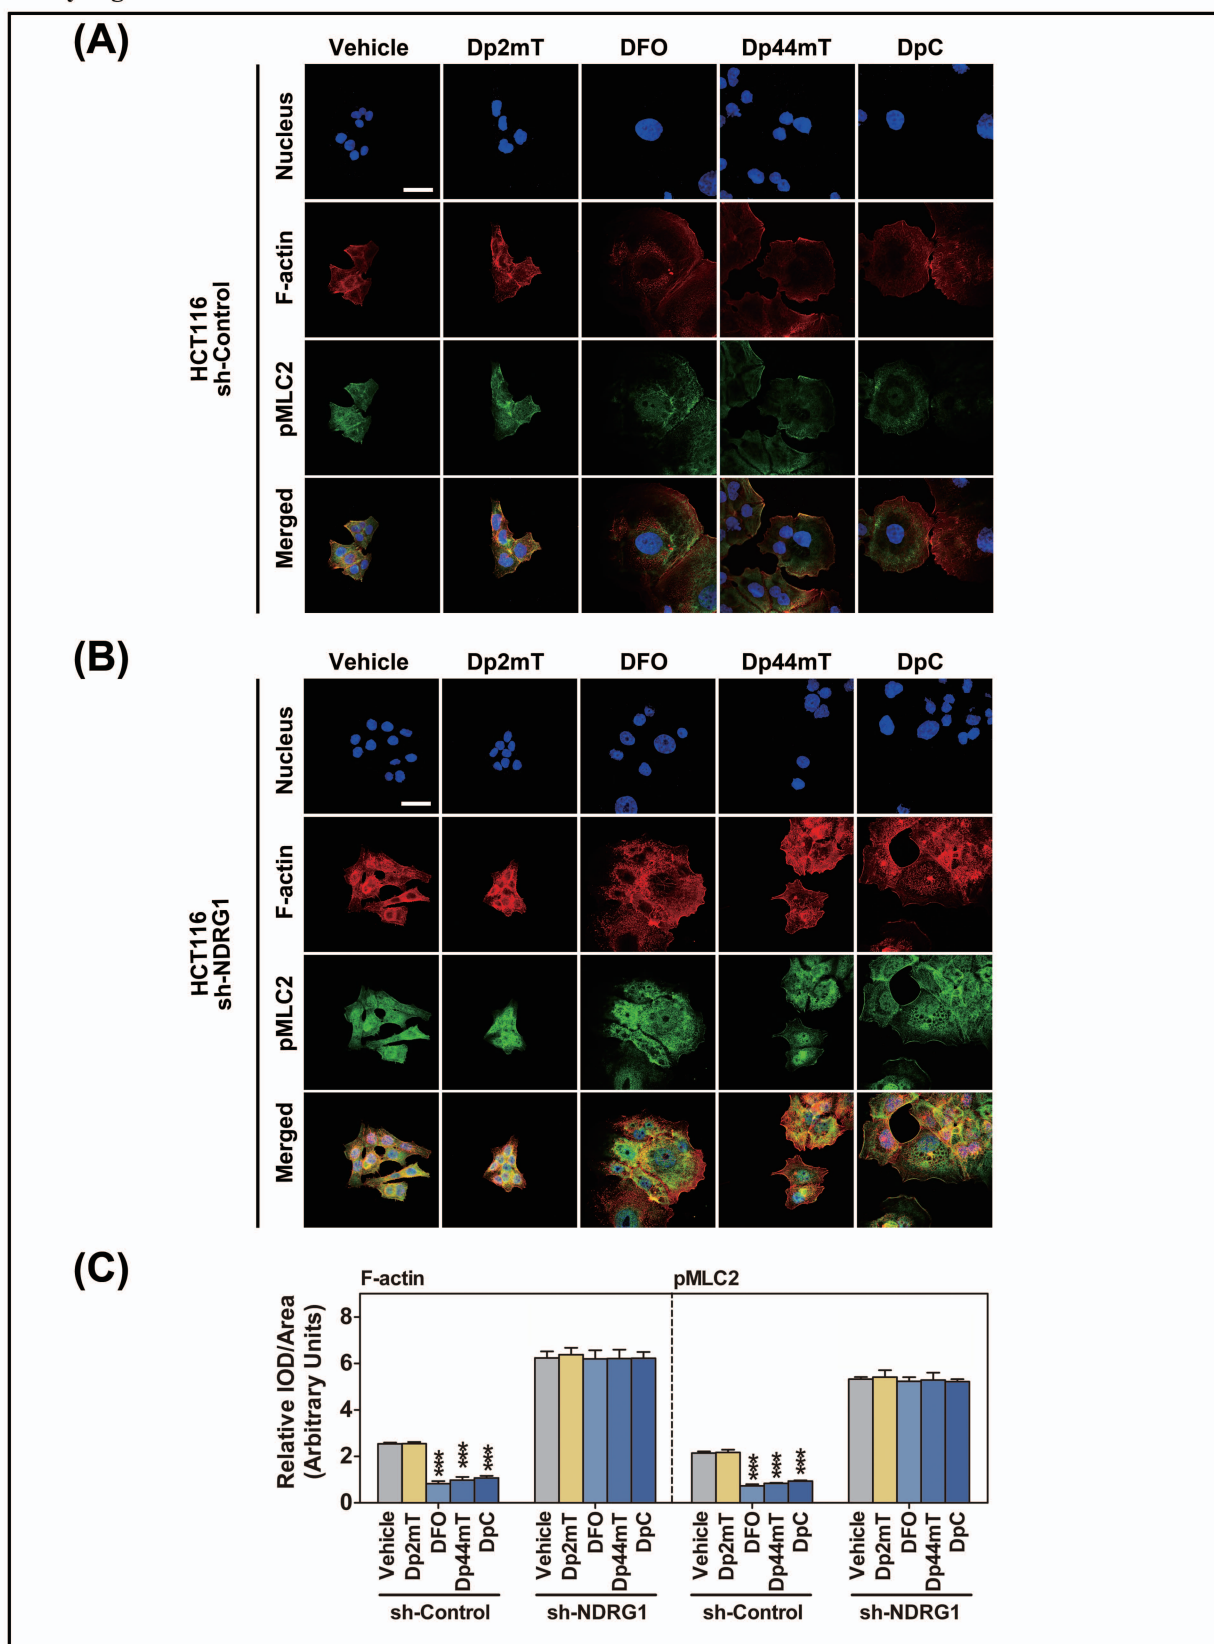 (A)
Vehicle Dp2mT DFO Dp44mT DpC
Nucleus
F-actin
pMLC2
Merged
HCT116
sh-Control
(B)
Vehicle Dp2mT DFO Dp44mT DpC
Nucleus
F-actin
pMLC2
Merged
HCT116
sh-NDRG1
(C)
F-actin pMLC2
Relative IOD/Area
(Arbitrary Units)
8
6
4
2
0
*** *** *** *** *** ***
Vehicle Dp2mT DFO Dp44mT DpC Vehicle Dp2mT DFO Dp44mT DpC Vehicle Dp2mT DFO Dp44mT DpC Vehicle Dp2mT DFO Dp44mT DpC
sh-Control sh-NDRG1 sh-Control sh-NDRG1